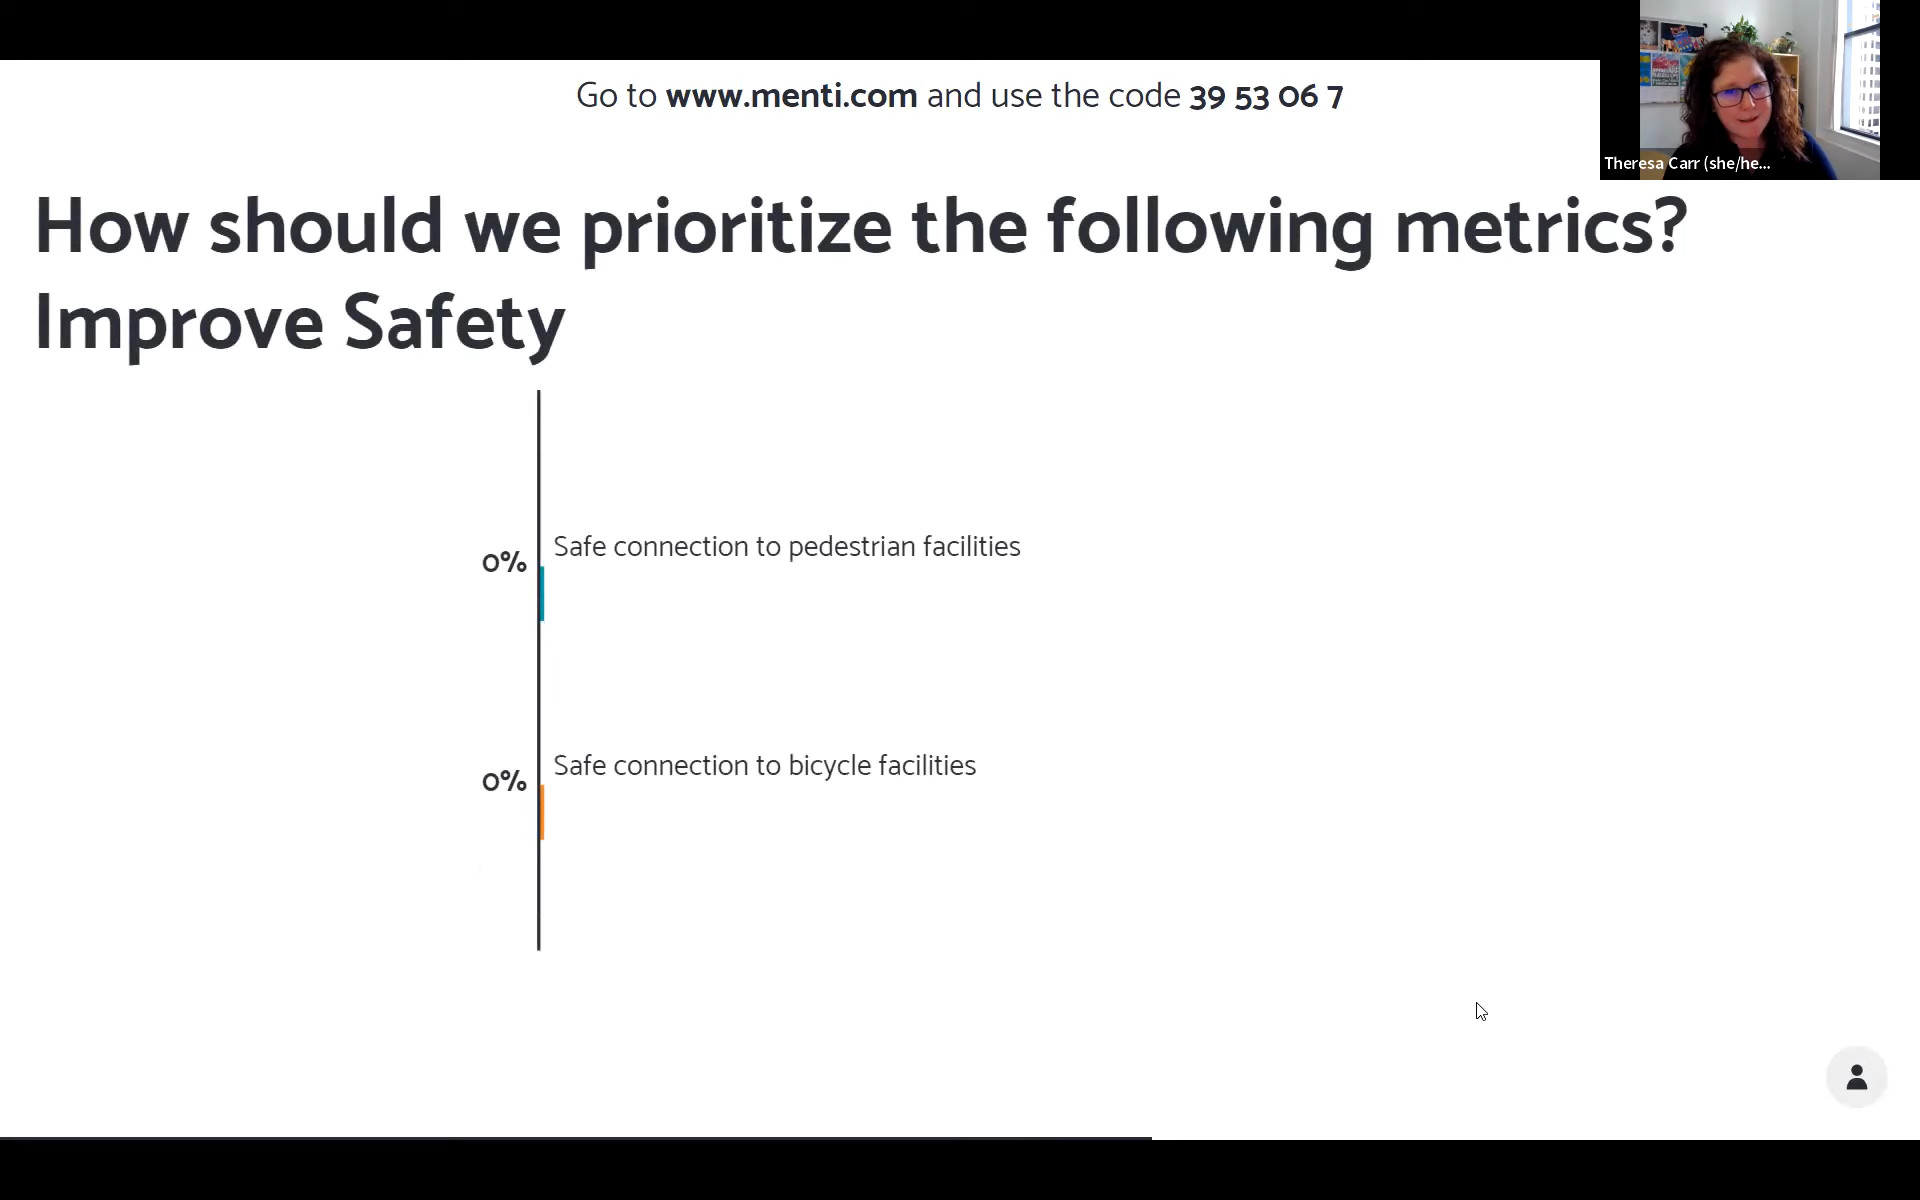 Go to www.menti.com and use the code 39 53 06 7
Theresa Carr (she/he...
How should we prioritize the following metrics?
Improve Safety
0%
Safe connection to pedestrian facilities
0%
Safe connection to bicycle facilities